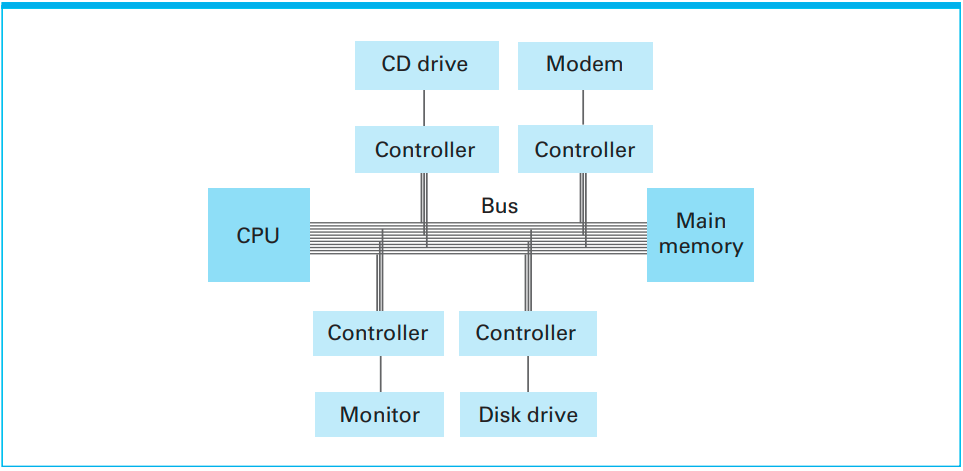 CD drive
Modem
Controller
Controller
Bus
CPU
Main
memory
Controller
Controller
Monitor
Disk drive